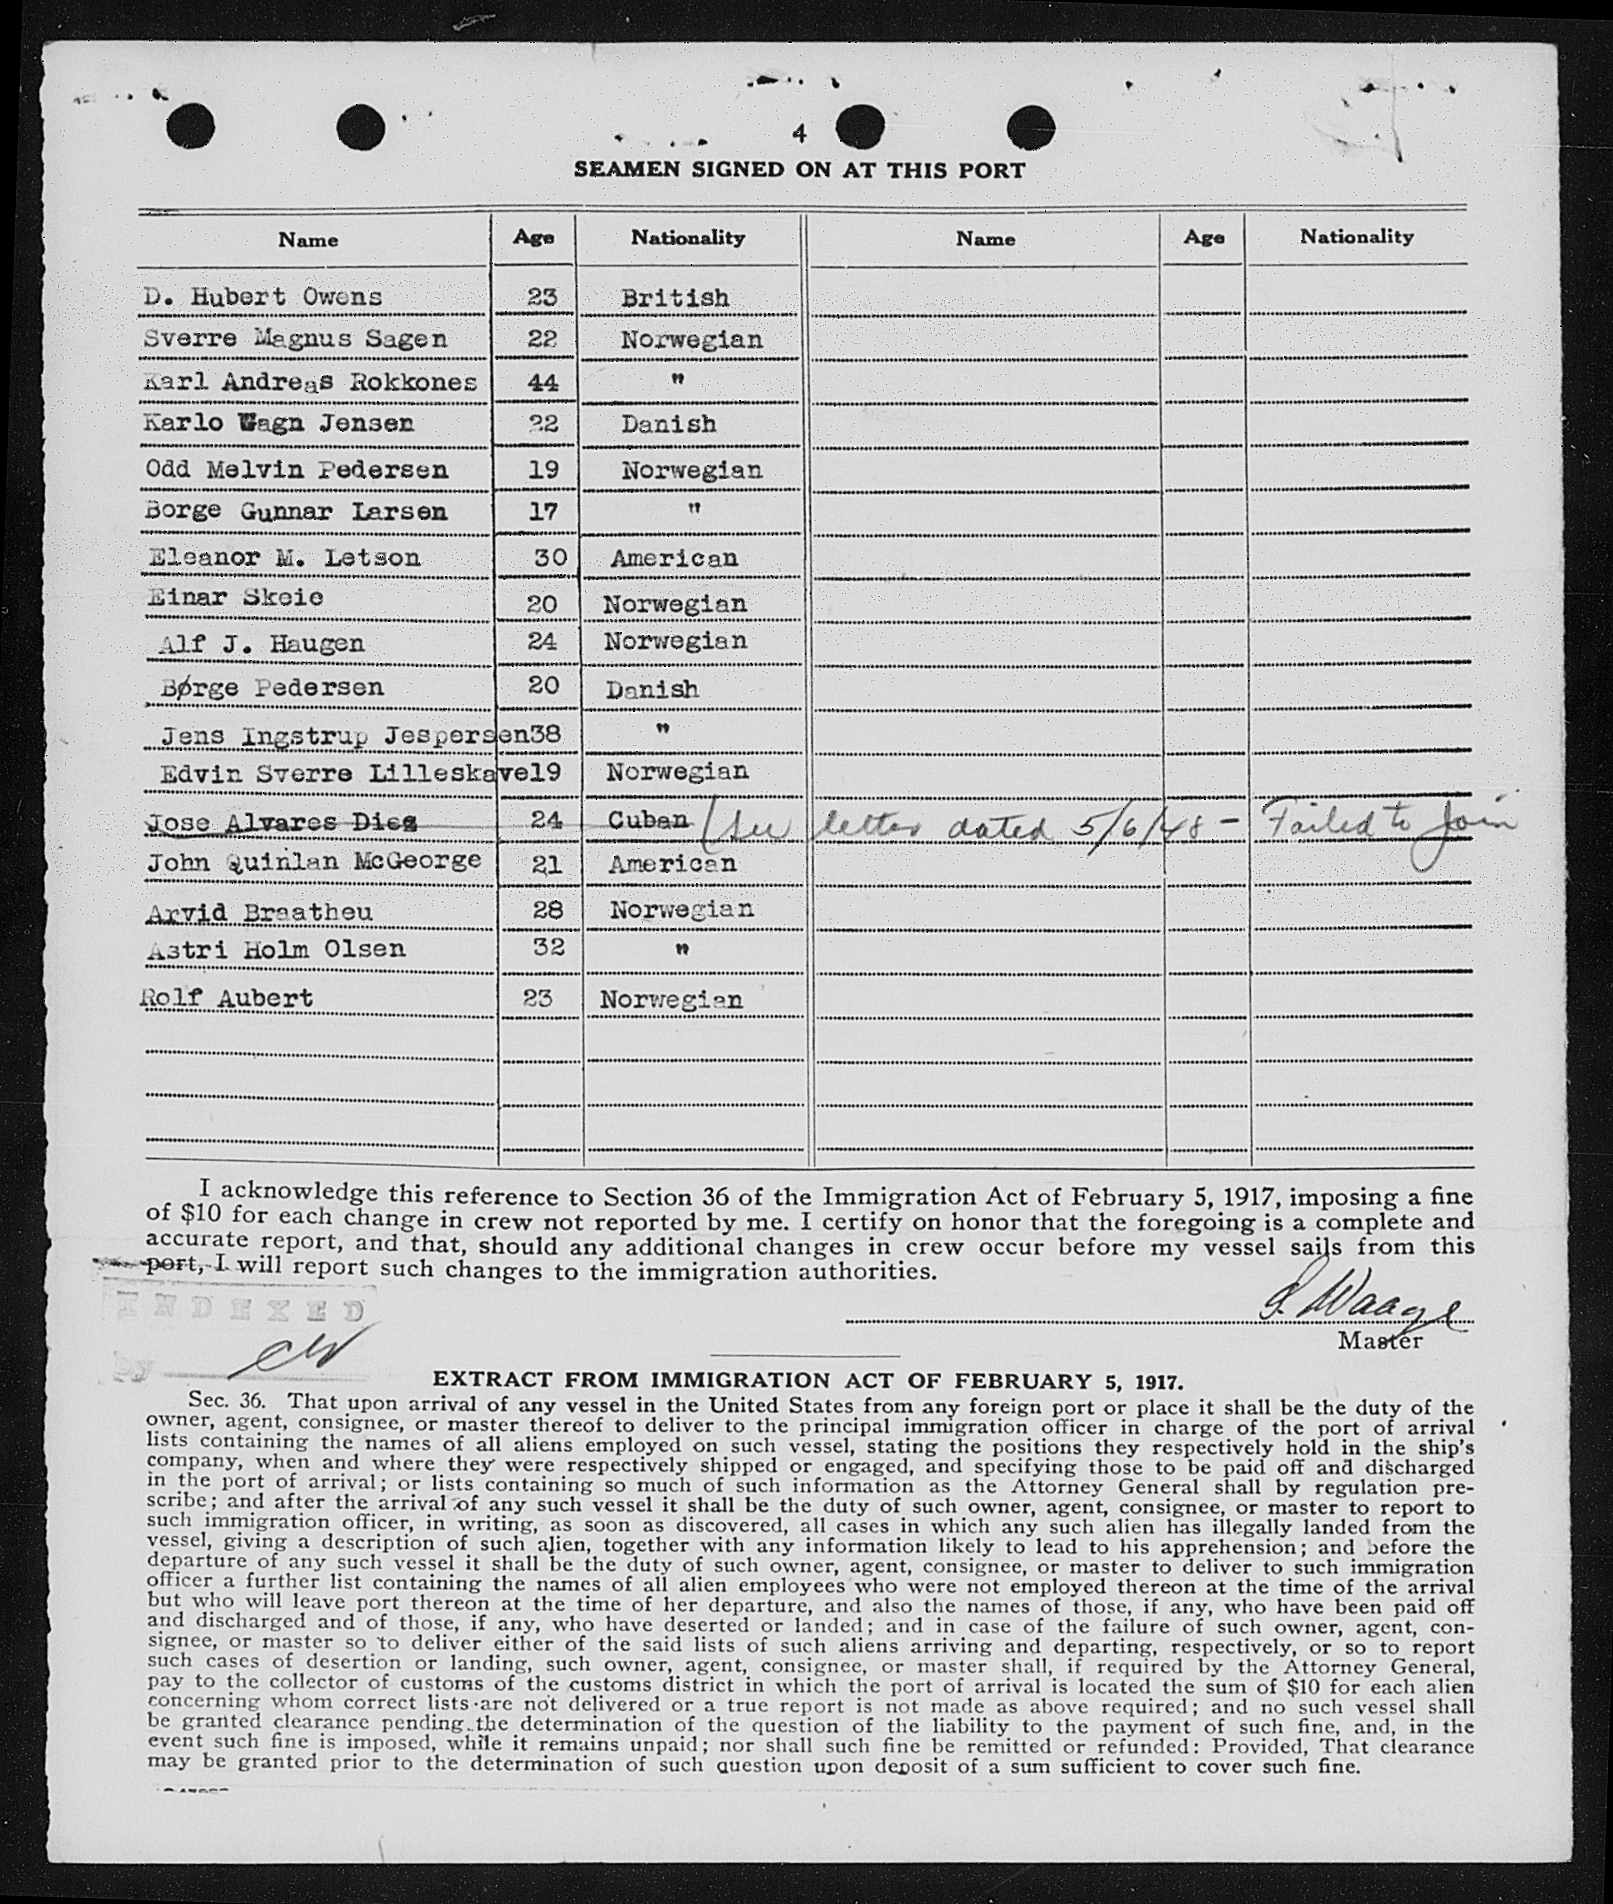 4
SEAMEN SIGNED ON AT THIS PORT
Name Age Nationality Name Age Nationality
D. Hubert Owens 23 British
Sverre Magnus Sagen 22 Norwegian
Karl Andreas Rokkones 44 "
Karlo Wagn Jensen 22 Danish
Odd Melvin Pedersen 19 Norwegian
Borge Gunnar Larsen 17 "
Eleanor M. Letson 30 American
Einar Skeie 20 Norwegian
Alf J. Haugen 24 Norwegian
Børge Pedersen 20 Danish
Jens Ingstrup Jespersen 38 "
Edvin Sverre Lilleskave 19 Norwegian
Jose Alvares Dies 24 Cuban (See letter dated 5/6/48 - Failed to Join
John Quinlan McGeorge 21 American
Arvid Braatheu 28 Norwegian
Astri Holm Olsen 32 "
Rolf Aubert 23 Norwegian
I acknowledge this reference to Section 36 of the Immigration Act of February 5, 1917, imposing a fine
of $10 for each change in crew not reported by me. I certify on honor that the foregoing is a complete and
accurate report, and that, should any additional changes in crew occur before my vessel sails from this
port, I will report such changes to the immigration authorities.
INDEXED
S. Waage
Master
by
EXTRACT FROM IMMIGRATION ACT OF FEBRUARY 5, 1917.
Sec. 36. That upon arrival of any vessel in the United States from any foreign port or place it shall be the duty of the
owner, agent, consignee, or master thereof to deliver to the principal immigration officer in charge of the port of arrival
lists containing the names of all aliens employed on such vessel, stating the positions they respectively hold in the ship's
company, when and where they were respectively shipped or engaged, and specifying those to be paid off and discharged
in the port of arrival; or lists containing so much of such information as the Attorney General shall by regulation pre-
scribe; and after the arrival of any such vessel it shall be the duty of such owner, agent, consignee, or master to report to
such immigration officer, in writing, as soon as discovered, all cases in which any such alien has illegally landed from the
vessel, giving a description of such alien, together with any information likely to lead to his apprehension; and before the
departure of any such vessel it shall be the duty of such owner, agent, consignee, or master to deliver to such immigration
officer a further list containing the names of all alien employees who were not employed thereon at the time of the arrival
but who will leave port thereon at the time of her departure, and also the names of those, if any, who have been paid off
and discharged and of those, if any, who have deserted or landed; and in case of the failure of such owner, agent, con-
signee, or master so to deliver either of the said lists of such aliens arriving and departing, respectively, or so to report
such cases of desertion or landing, such owner, agent, consignee, or master shall, if required by the Attorney General,
pay to the collector of customs of the customs district in which the port of arrival is located the sum of $10 for each alien
concerning whom correct lists are not delivered or a true report is not made as above required; and no such vessel shall
be granted clearance pending the determination of the question of the liability to the payment of such fine, and, in the
event such fine is imposed, while it remains unpaid; nor shall such fine be remitted or refunded: Provided, That clearance
may be granted prior to the determination of such question upon deposit of a sum sufficient to cover such fine.